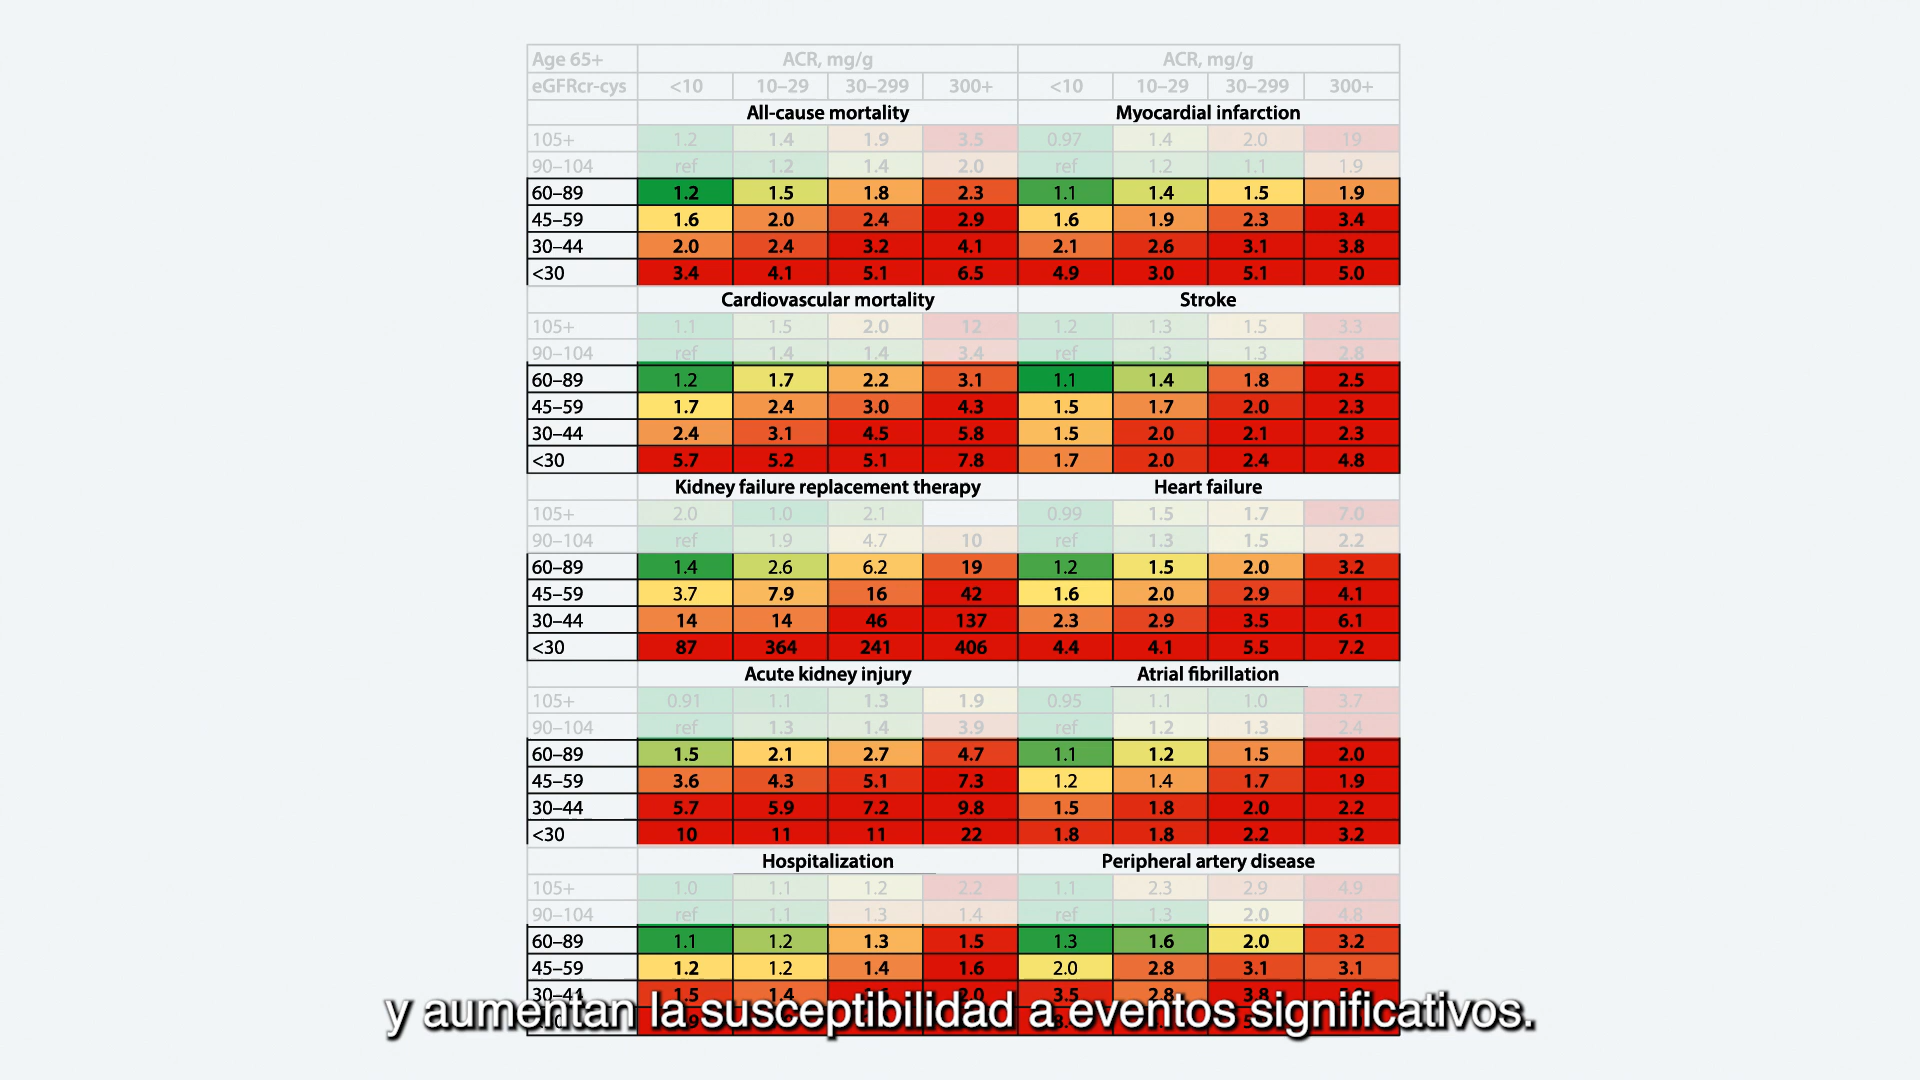 Age 65+ ACR, mg/g ACR, mg/g
eGFRcr-cys <10 10–29 30–299 300+ <10 10–29 30–299 300+
All-cause mortality Myocardial infarction
105+ 1.2 1.4 1.9 3.5 0.97 1.4 2.0 19
90–104 ref 1.2 1.4 2.0 ref 1.2 1.1 1.9
60–89 1.2 1.5 1.8 2.3 1.1 1.4 1.5 1.9
45–59 1.6 2.0 2.4 2.9 1.6 1.9 2.3 3.4
30–44 2.0 2.4 3.2 4.1 2.1 2.6 3.1 3.8
<30 3.4 4.1 5.1 6.5 4.9 3.0 5.1 5.0
Cardiovascular mortality Stroke
105+ 1.1 1.5 2.0 12 1.2 1.3 1.5 3.3
90–104 ref 1.4 1.4 3.4 ref 1.3 1.3 2.8
60–89 1.2 1.7 2.2 3.1 1.1 1.4 1.8 2.5
45–59 1.7 2.4 3.0 4.3 1.5 1.7 2.0 2.3
30–44 2.4 3.1 4.5 5.8 1.5 2.0 2.1 2.3
<30 5.7 5.2 5.1 7.8 1.7 2.0 2.4 4.8
Kidney failure replacement therapy Heart failure
105+ 2.0 1.0 2.1 0.99 1.5 1.7 7.0
90–104 ref 1.9 4.7 10 ref 1.3 1.5 2.2
60–89 1.4 2.6 6.2 19 1.2 1.5 2.0 3.2
45–59 3.7 7.9 16 42 1.6 2.0 2.9 4.1
30–44 14 14 46 137 2.3 2.9 3.5 6.1
<30 87 364 241 406 4.4 4.1 5.5 7.2
Acute kidney injury Atrial fibrillation
105+ 0.91 1.1 1.3 1.9 0.95 1.1 1.0 3.7
90–104 ref 1.3 1.4 3.9 ref 1.2 1.3 2.4
60–89 1.5 2.1 2.7 4.7 1.1 1.2 1.5 2.0
45–59 3.6 4.3 5.1 7.3 1.2 1.4 1.7 1.9
30–44 5.7 5.9 7.2 9.8 1.5 1.8 2.0 2.2
<30 10 11 11 22 1.8 1.8 2.2 3.2
Hospitalization Peripheral artery disease
105+ 1.0 1.1 1.2 2.2 1.1 2.3 2.9 4.9
90–104 ref 1.1 1.3 1.4 ref 1.3 2.0 4.8
60–89 1.1 1.2 1.3 1.5 1.3 1.6 2.0 3.2
45–59 1.2 1.2 1.4 1.6 2.0 2.8 3.1 3.1
30–44 1.5 1.4 2.0 3.5 2.8 3.8
y aumentan la susceptibilidad a eventos significativos.